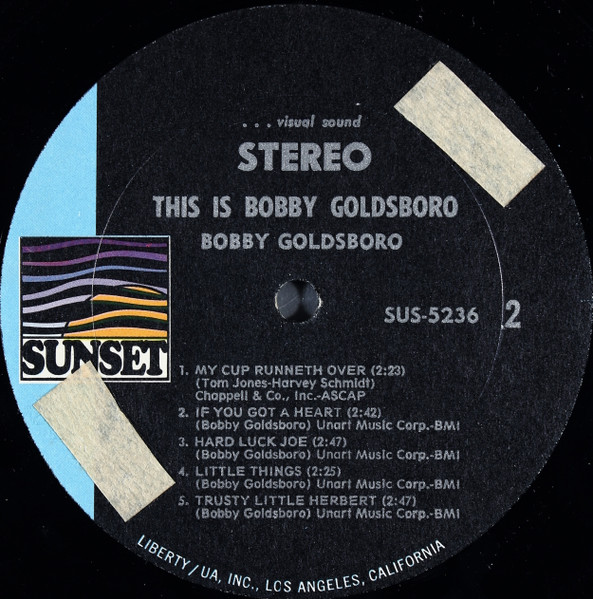 ...visual sound
STEREO
THIS IS BOBBY GOLDSBORO
BOBBY GOLDSBORO
SUS-5236 2
SUNSET
1. MY CUP RUNNETH OVER (2:23)
(Tom Jones-Harvey Schmidt)
Chappell & Co., Inc.-ASCAP
2. IF YOU GOT A HEART (2:42)
(Bobby Goldsboro) Unart Music Corp.-BMI
3. HARD LUCK JOE (2:47)
(Bobby Goldsboro) Unart Music Corp.-BMI
4. LITTLE THINGS (2:25)
(Bobby Goldsboro) Unart Music Corp.-BMI
5. TRUSTY LITTLE HERBERT (2:47)
(Bobby Goldsboro) Unart Music Corp.-BMI
LIBERTY/UA, INC., LOS ANGELES, CALIFORNIA